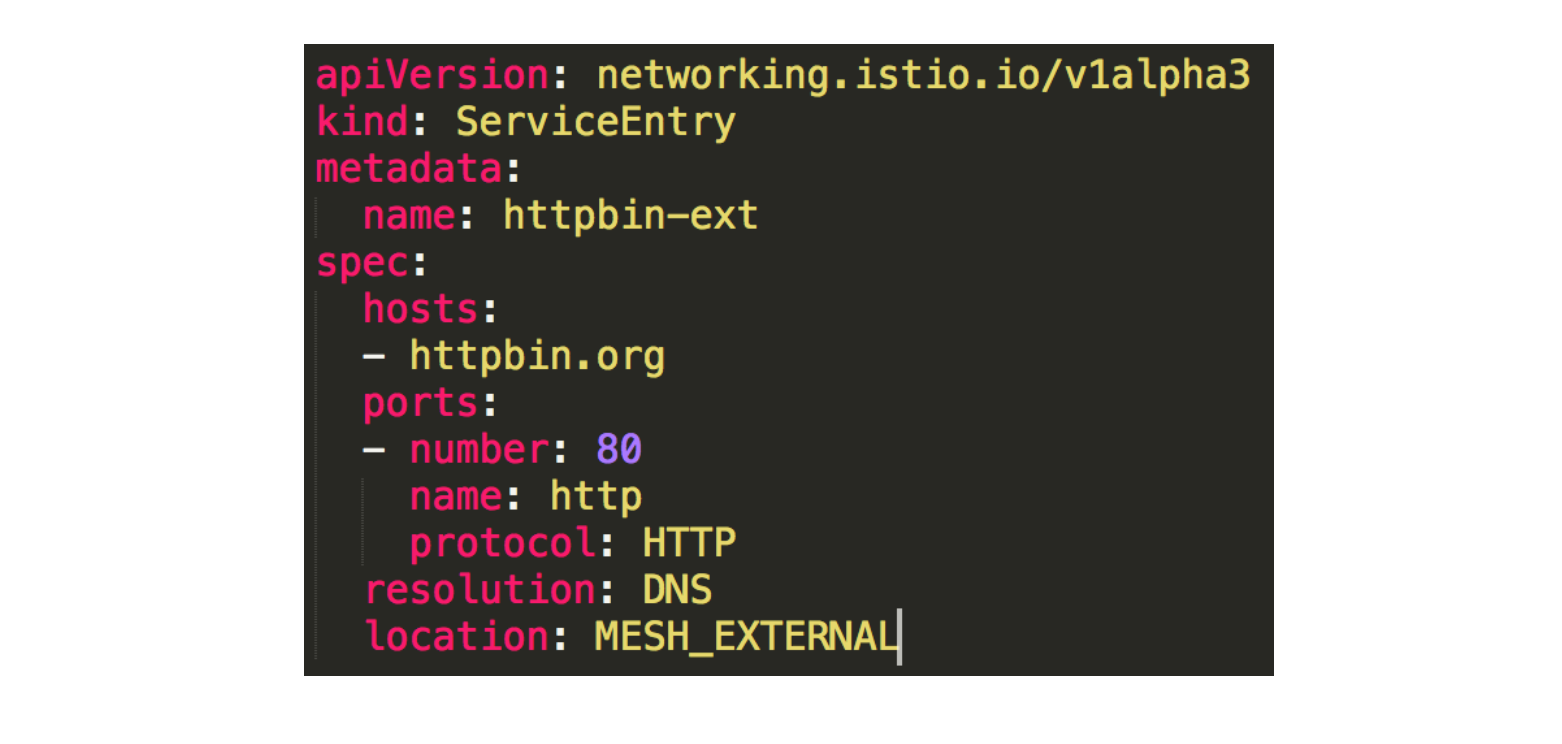 apiVersion: networking.istio.io/v1alpha3
kind: ServiceEntry
metadata:
  name: httpbin-ext
spec:
  hosts:
  - httpbin.org
  ports:
  - number: 80
    name: http
    protocol: HTTP
  resolution: DNS
  location: MESH_EXTERNAL